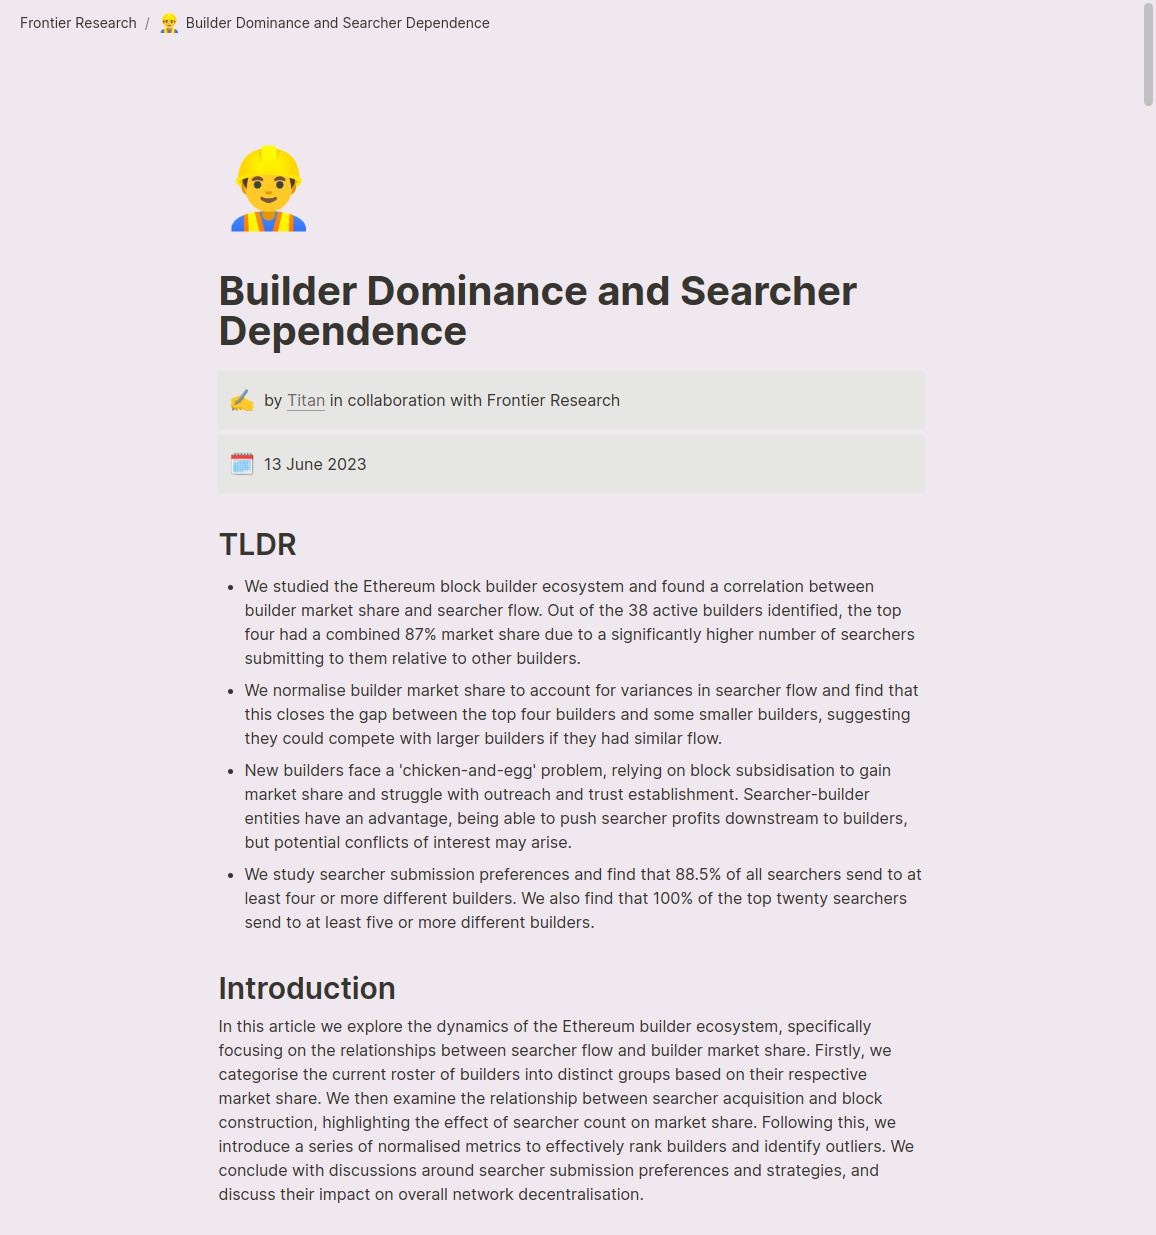 Frontier Research / Builder Dominance and Searcher Dependence
Builder Dominance and Searcher
Dependence
by Titan in collaboration with Frontier Research
13 June 2023
TLDR
• We studied the Ethereum block builder ecosystem and found a correlation between
builder market share and searcher flow. Out of the 38 active builders identified, the top
four had a combined 87% market share due to a significantly higher number of searchers
submitting to them relative to other builders.
• We normalise builder market share to account for variances in searcher flow and find that
this closes the gap between the top four builders and some smaller builders, suggesting
they could compete with larger builders if they had similar flow.
• New builders face a 'chicken-and-egg' problem, relying on block subsidisation to gain
market share and struggle with outreach and trust establishment. Searcher-builder
entities have an advantage, being able to push searcher profits downstream to builders,
but potential conflicts of interest may arise.
• We study searcher submission preferences and find that 88.5% of all searchers send to at
least four or more different builders. We also find that 100% of the top twenty searchers
send to at least five or more different builders.
Introduction
In this article we explore the dynamics of the Ethereum builder ecosystem, specifically
focusing on the relationships between searcher flow and builder market share. Firstly, we
categorise the current roster of builders into distinct groups based on their respective
market share. We then examine the relationship between searcher acquisition and block
construction, highlighting the effect of searcher count on market share. Following this, we
introduce a series of normalised metrics to effectively rank builders and identify outliers. We
conclude with discussions around searcher submission preferences and strategies, and
discuss their impact on overall network decentralisation.